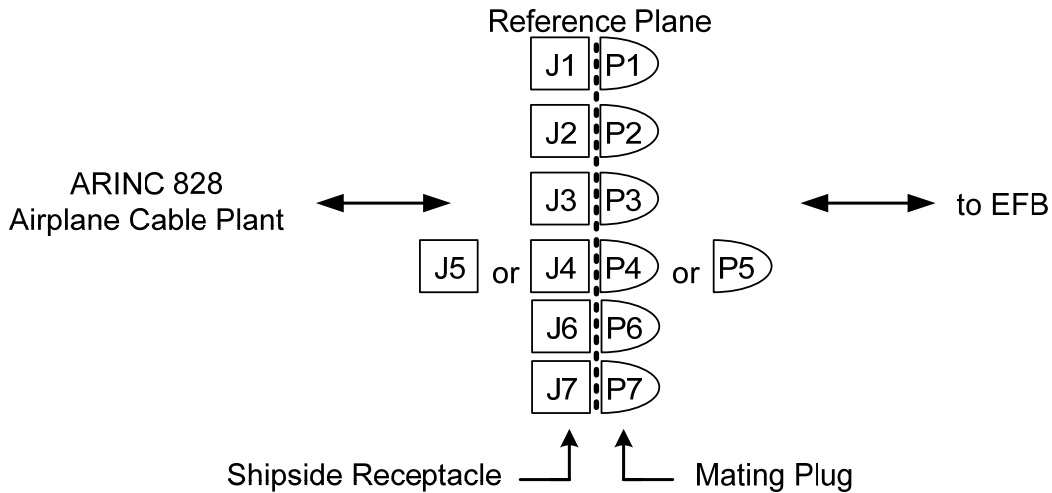 Reference Plane
J1 P1
J2 P2
ARINC 828
Airplane Cable Plant
J3 P3
to EFB
J5 or J4 P4 or P5
J6 P6
J7 P7
Shipside Receptacle
Mating Plug